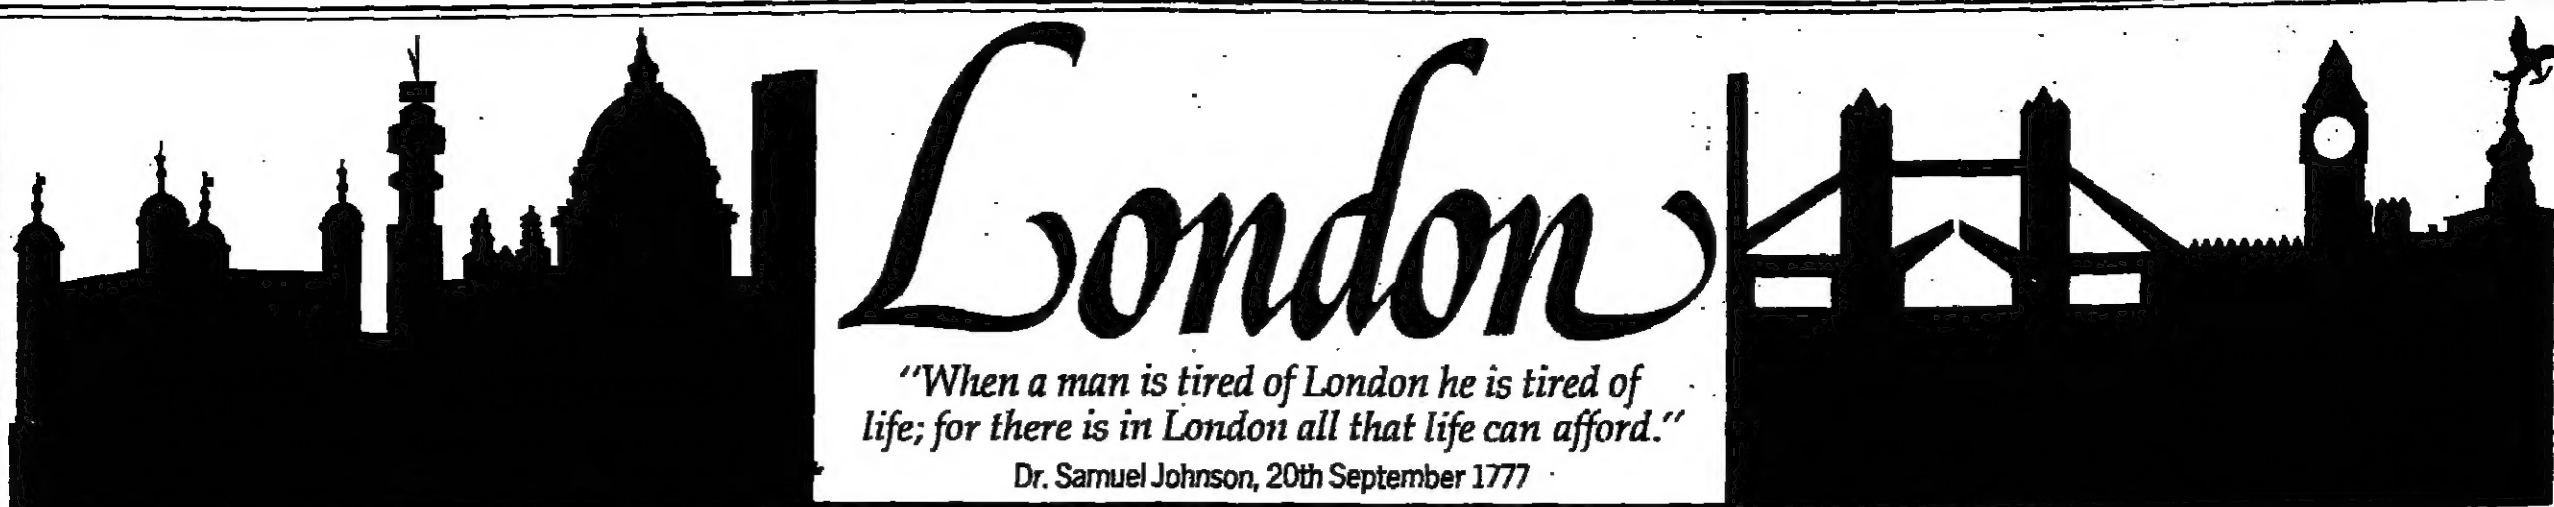 London
"When a man is tired of London he is tired of
life; for there is in London all that life can afford."
Dr. Samuel Johnson, 20th September 1777